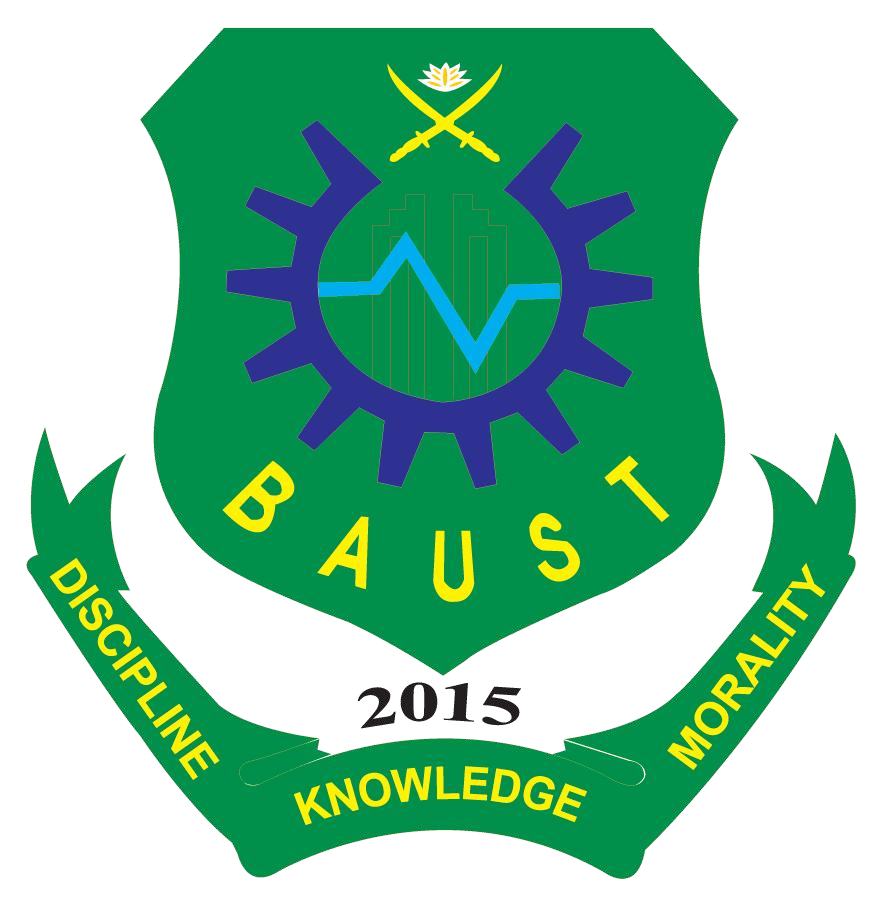 BAUST
2015
DISCIPLINE
KNOWLEDGE
MORALITY